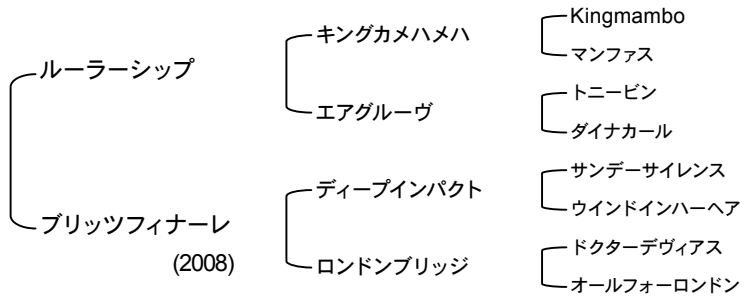 ルーラーシップ
キングカメハメハ
Kingmambo
マンファス
エアグルーヴ
トニービン
ダイナカール
ブリッツフィナーレ
(2008)
ディープインパクト
サンデーサイレンス
ウインドインハーヘア
ロンドンブリッジ
ドクターデヴィアス
オールフォーロンドン